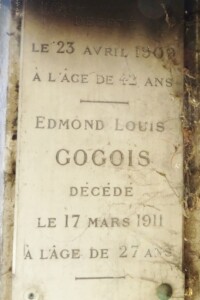 LE 23 AVRIL 1906
À L'ÂGE DE 42 ANS
EDMOND LOUIS
GOGOIS
DÉCÉDÉ
LE 17 MARS 1911
À L'ÂGE DE 27 ANS